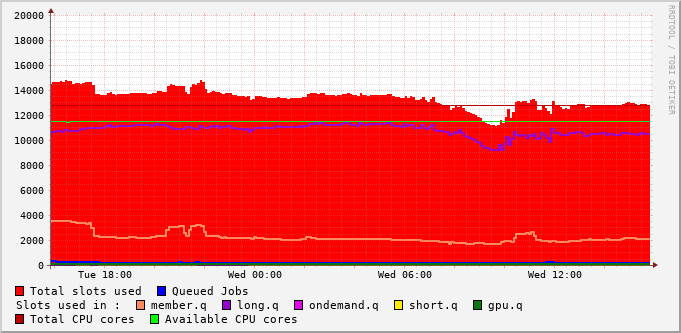 20000
18000
16000
14000
12000
10000
8000
6000
4000
2000
0
Tue 18:00 Wed 00:00 Wed 06:00 Wed 12:00
RRDTOOL / TOBI OETIKER
Total slots used Queued Jobs
Slots used in : member.q long.q ondemand.q short.q gpu.q
Total CPU cores Available CPU cores